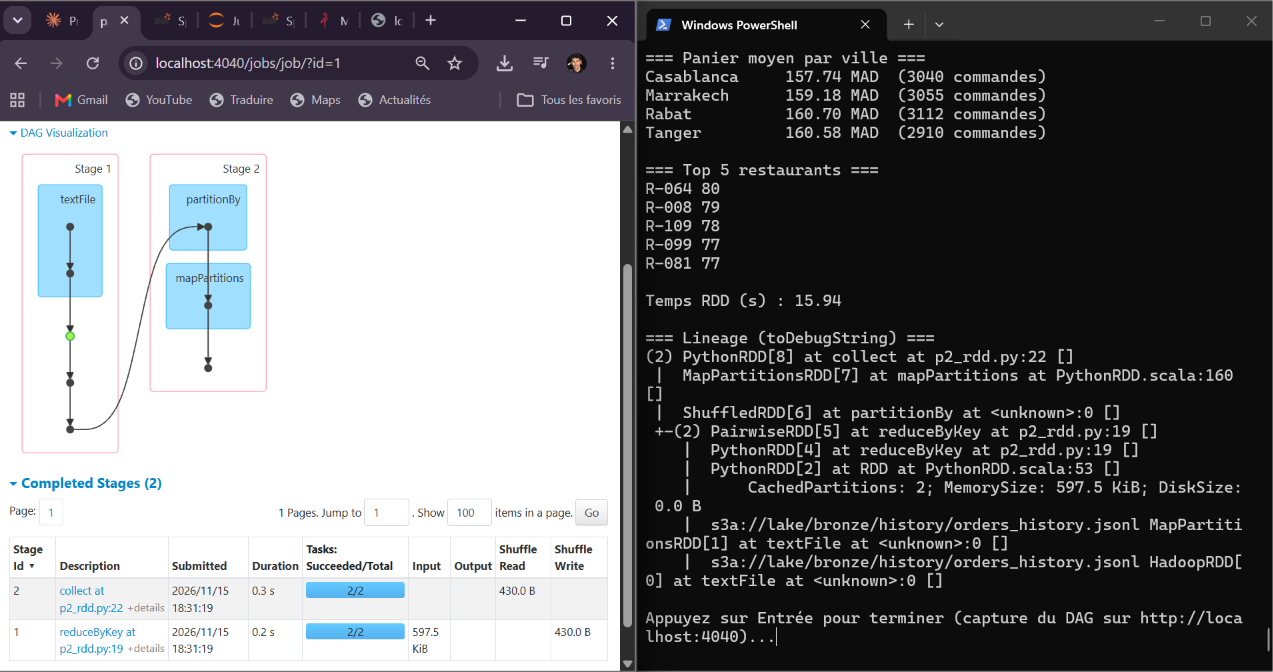 P
p
S
J
S
M
Ic
localhost:4040/jobs/job/?id=1
Gmail
YouTube
Traduire
Maps
Actualités
Tous les favoris
DAG Visualization
Stage 1
textFile
Stage 2
partitionBy
mapPartitions
Completed Stages (2)
Page: 1
1 Pages. Jump to 1 . Show 100 items in a page. Go
Stage Id ▾ Description Submitted Duration Tasks: Succeeded/Total Input Output Shuffle Read Shuffle Write
2 collect at p2_rdd.py:22 +details 2026/11/15 18:31:19 0.3 s 2/2 430.0 B
1 reduceByKey at p2_rdd.py:19 +details 2026/11/15 18:31:19 0.2 s 2/2 597.5 KiB 430.0 B
Windows PowerShell
=== Panier moyen par ville ===
Casablanca 157.74 MAD (3040 commandes)
Marrakech 159.18 MAD (3055 commandes)
Rabat 160.70 MAD (3112 commandes)
Tanger 160.58 MAD (2910 commandes)
=== Top 5 restaurants ===
R-064 80
R-008 79
R-109 78
R-099 77
R-081 77
Temps RDD (s) : 15.94
=== Lineage (toDebugString) ===
(2) PythonRDD[8] at collect at p2_rdd.py:22 []
| MapPartitionsRDD[7] at mapPartitions at PythonRDD.scala:160
[]
| ShuffledRDD[6] at partitionBy at <unknown>:0 []
+-(2) PairwiseRDD[5] at reduceByKey at p2_rdd.py:19 []
| PythonRDD[4] at reduceByKey at p2_rdd.py:19 []
| PythonRDD[2] at RDD at PythonRDD.scala:53 []
| CachedPartitions: 2; MemorySize: 597.5 KiB; DiskSize:
0.0 B
| s3a://lake/bronze/history/orders_history.jsonl MapPartiti
onsRDD[1] at textFile at <unknown>:0 []
| s3a://lake/bronze/history/orders_history.jsonl HadoopRDD[
0] at textFile at <unknown>:0 []
Appuyez sur Entrée pour terminer (capture du DAG sur http://loca
lhost:4040)...